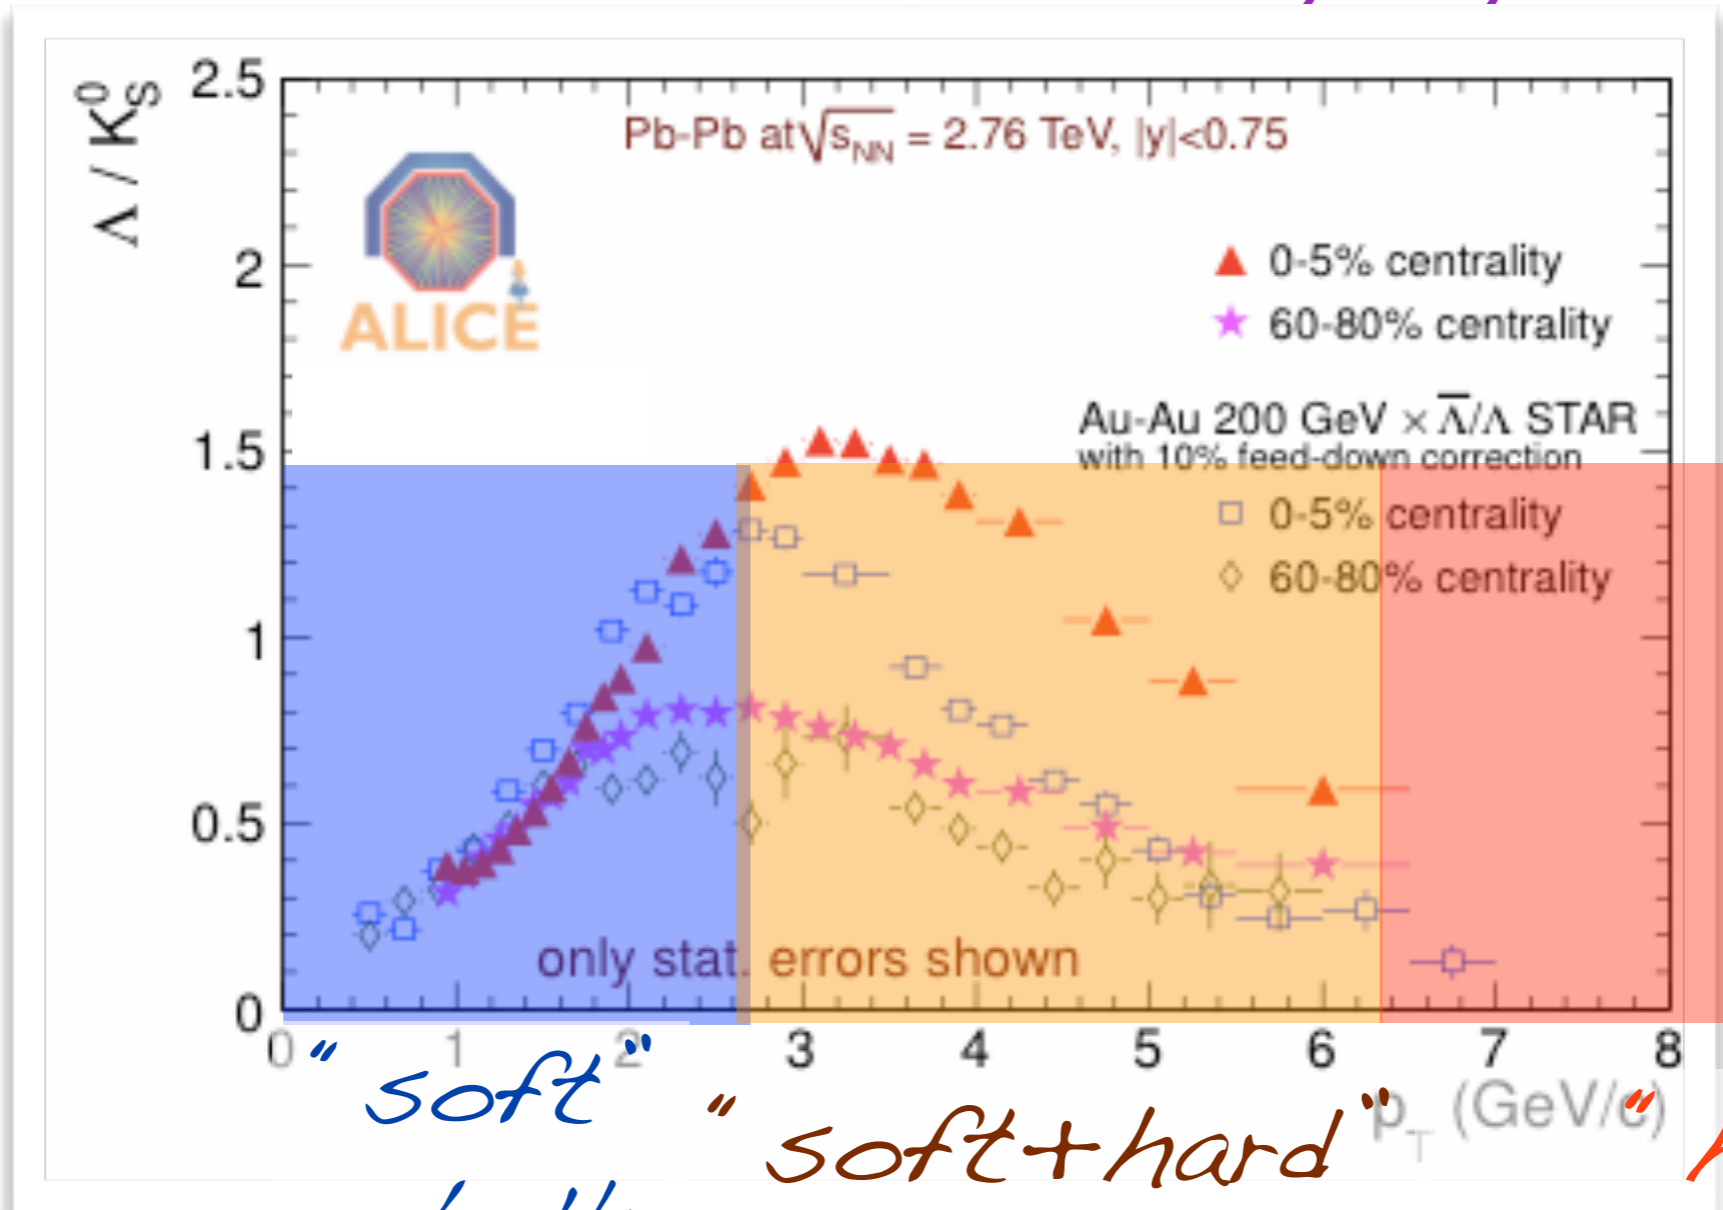 Λ / K⁰_S
2.5
2
1.5
1
0.5
0
Pb-Pb at √s_NN = 2.76 TeV, |y|<0.75
ALICE
0-5% centrality
60-80% centrality
Au-Au 200 GeV × Λ̅/Λ STAR
with 10% feed-down correction
0-5% centrality
60-80% centrality
only stat. errors shown
0 1 2 3 4 5 6 7 8
p_T (GeV/c)
"soft"
"soft+hard"